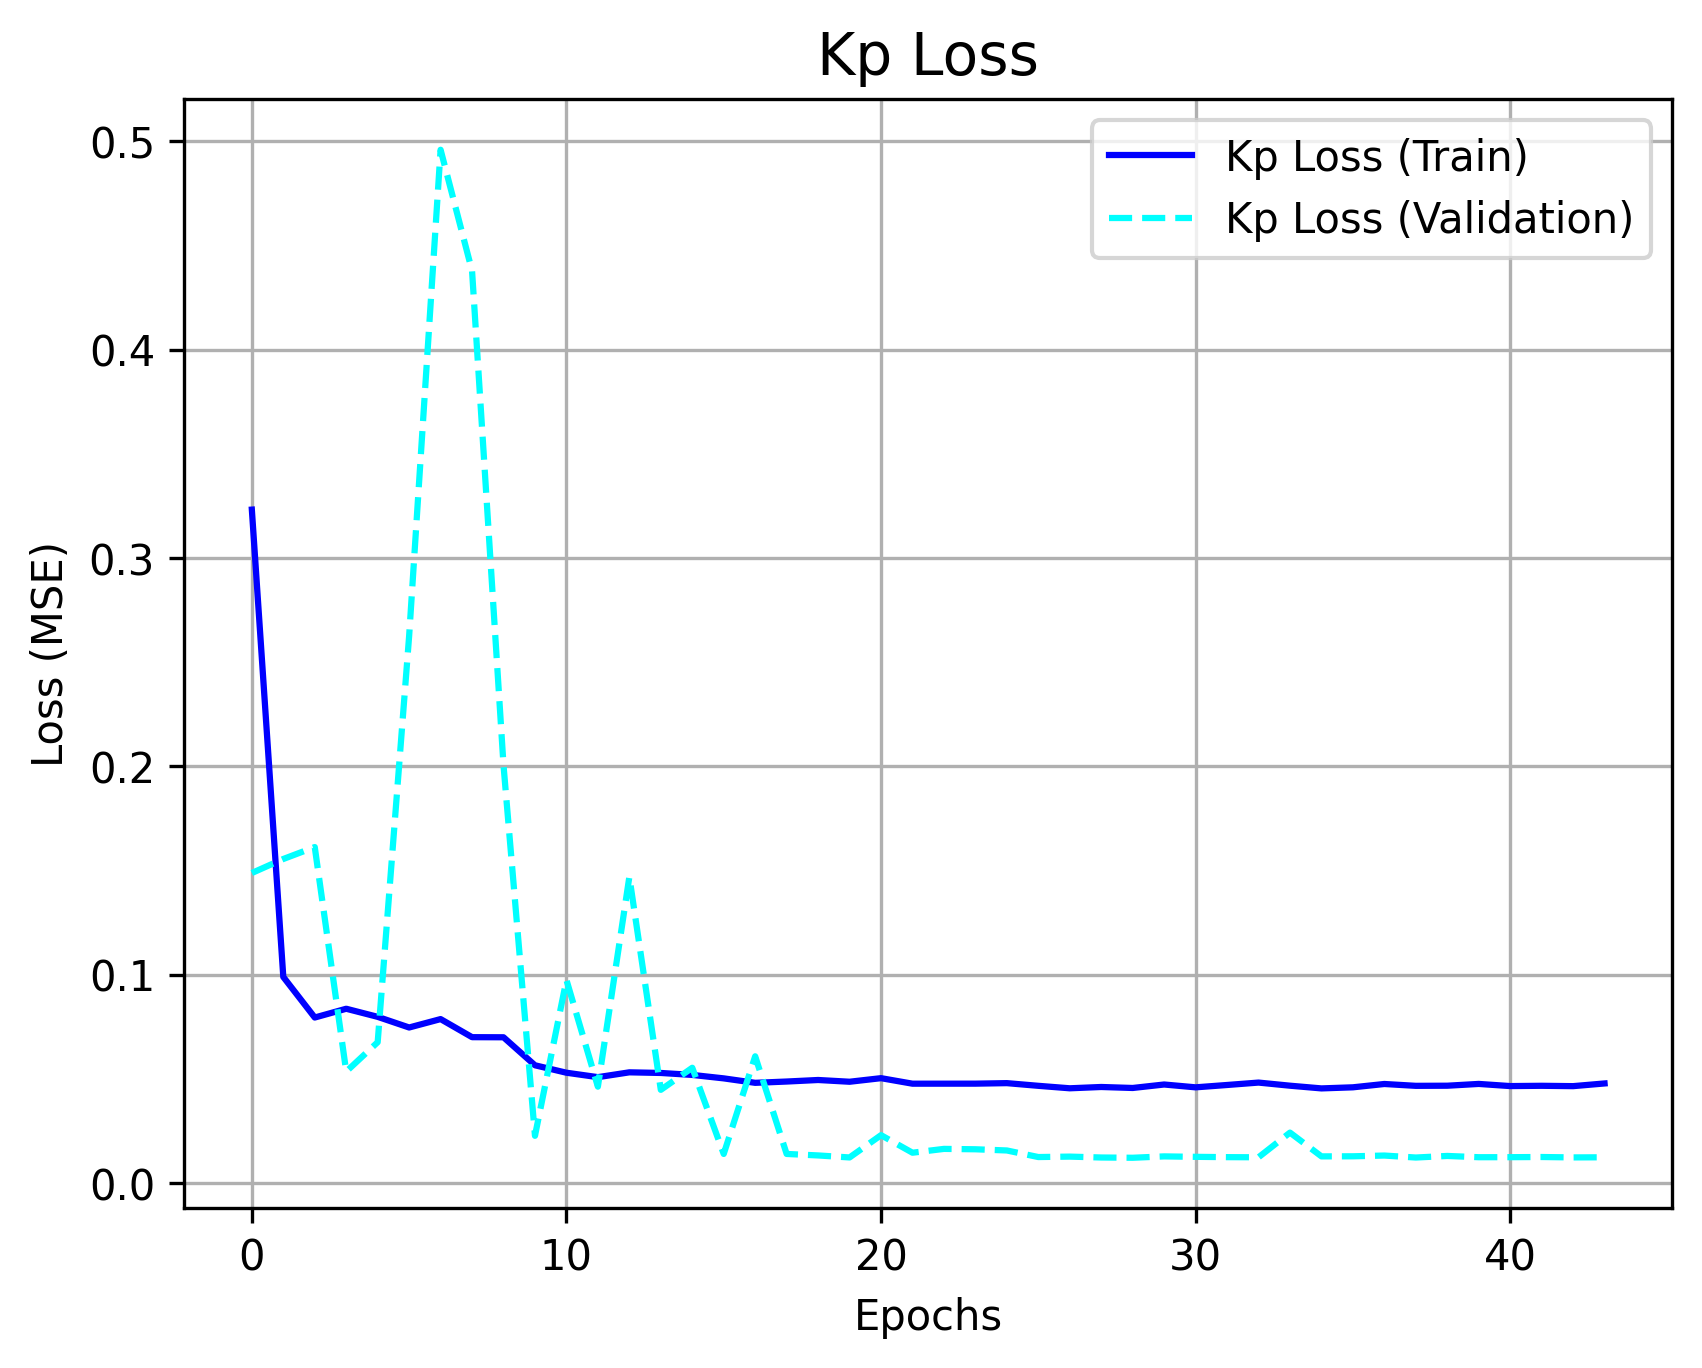 Kp Loss
Kp Loss (Train)
Kp Loss (Validation)
Loss (MSE)
0.5
0.4
0.3
0.2
0.1
0.0
0 10 20 30 40
Epochs